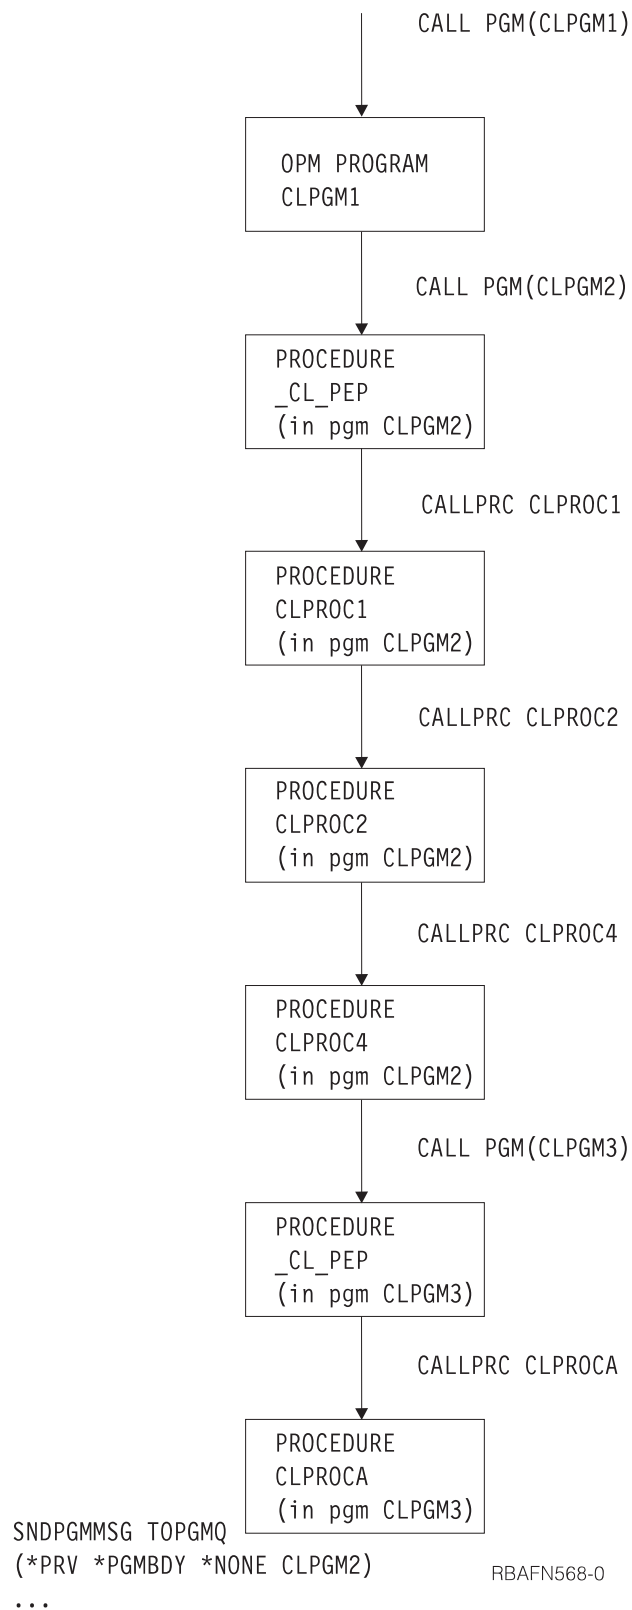 CALL PGM(CLPGM1)
OPM PROGRAM
CLPGM1
CALL PGM(CLPGM2)
PROCEDURE
_CL_PEP
(in pgm CLPGM2)
CALLPRC CLPROC1
PROCEDURE
CLPROC1
(in pgm CLPGM2)
CALLPRC CLPROC2
PROCEDURE
CLPROC2
(in pgm CLPGM2)
CALLPRC CLPROC4
PROCEDURE
CLPROC4
(in pgm CLPGM2)
CALL PGM(CLPGM3)
PROCEDURE
_CL_PEP
(in pgm CLPGM3)
CALLPRC CLPROCA
PROCEDURE
CLPROCA
(in pgm CLPGM3)
SNDPGMMSG TOPGMQ
(*PRV *PGMBDY *NONE CLPGM2)
...
RBAFN568-0